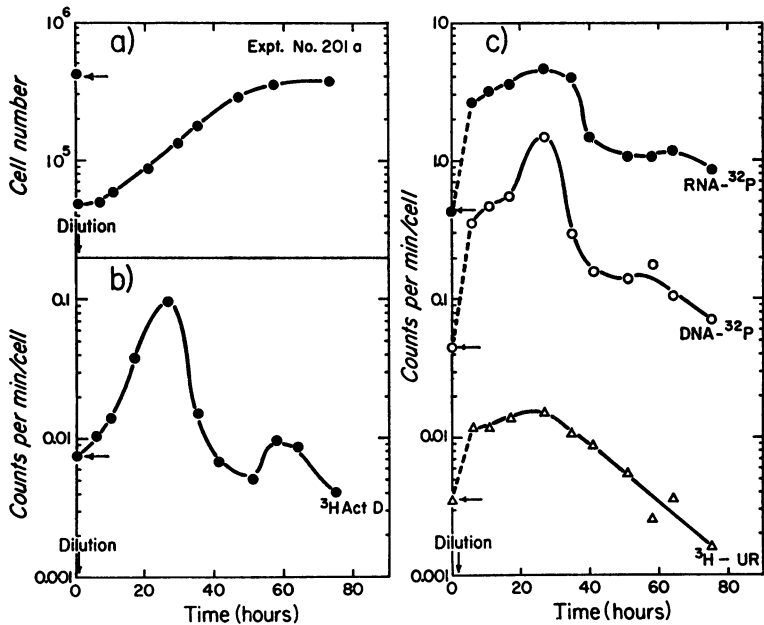 a)
Expt. No. 201a
Cell number
10⁶
10⁵
Dilution
b)
Counts per min/cell
0.1
0.01
0.001
³H Act D.
Dilution
0 20 40 60 80
Time (hours)
c)
Counts per min/cell
10
1.0
0.1
0.01
0.001
RNA-³²P
DNA-³²P
³H-UR
Dilution
0 20 40 60 80
Time (hours)